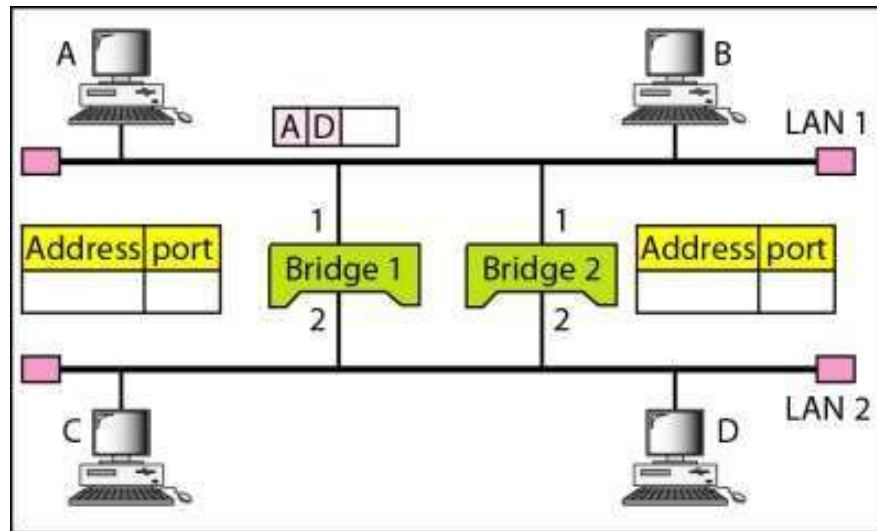 A
B
A D
LAN 1
1
1
Address port
Bridge 1
Bridge 2
Address port
2
2
C
D
LAN 2